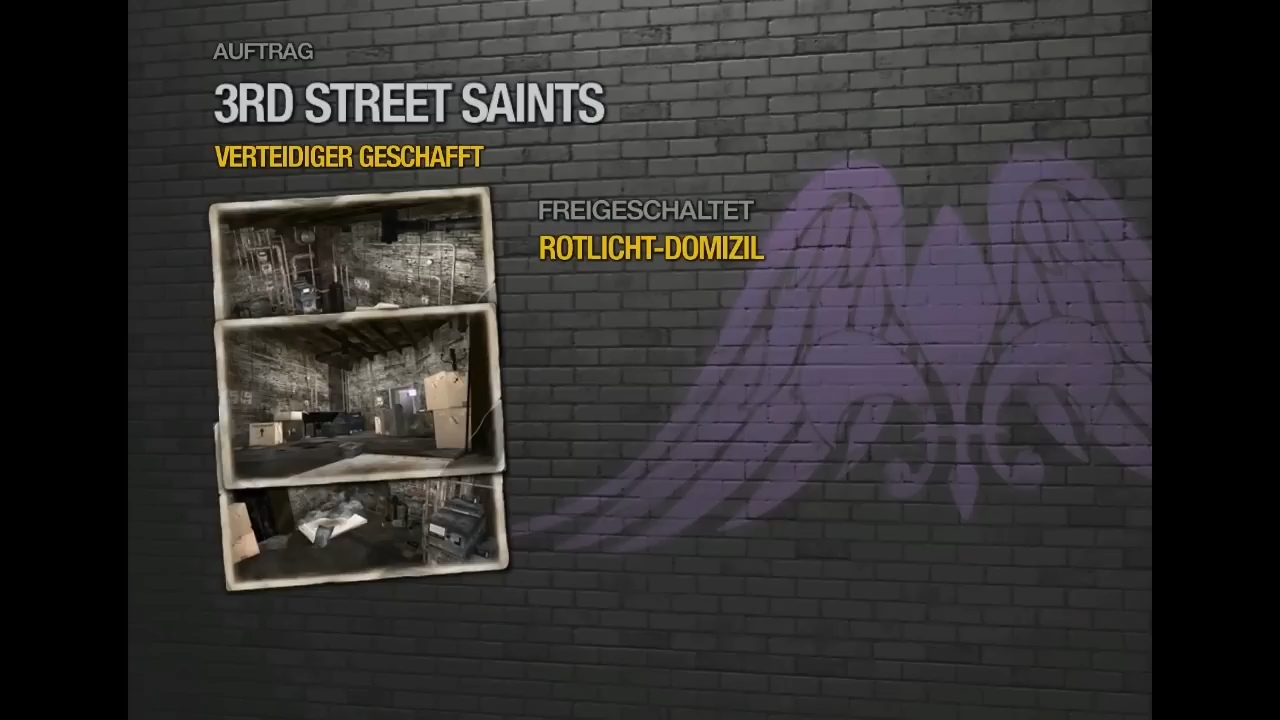 AUFTRAG
3RD STREET SAINTS
VERTEIDIGER GESCHAFFT
FREIGESCHALTET
ROTLICHT-DOMIZIL